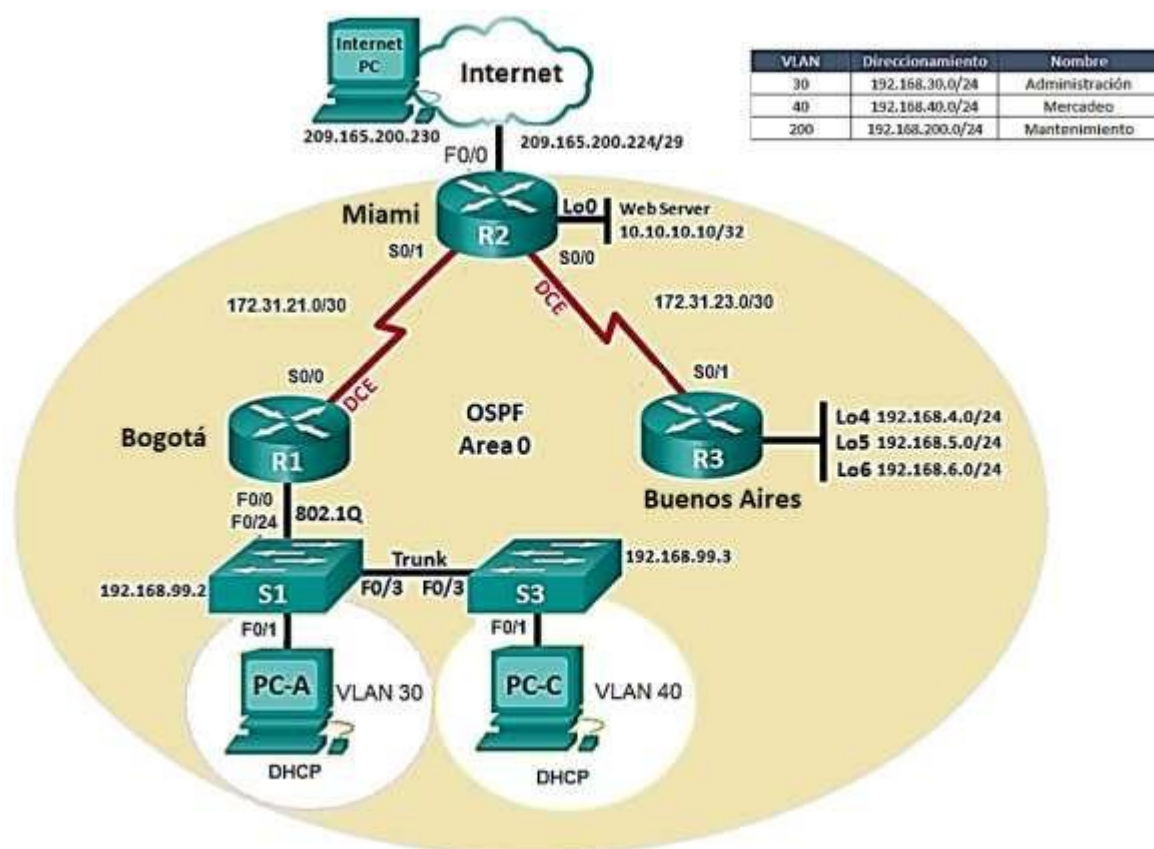 Internet
PC
Internet
209.165.200.230
F0/0
209.165.200.224/29
VLAN Direccionamiento Nombre
30 192.168.30.0/24 Administración
40 192.168.40.0/24 Mercadeo
200 192.168.200.0/24 Mantenimiento
Miami
R2
Lo0
Web Server
10.10.10.10/32
S0/1
S0/0
DCE
172.31.21.0/30
172.31.23.0/30
S0/0
DCE
S0/1
OSPF
Area 0
Bogotá
R1
R3
Buenos Aires
Lo4 192.168.4.0/24
Lo5 192.168.5.0/24
Lo6 192.168.6.0/24
F0/0
F0/24
802.1Q
Trunk
192.168.99.3
192.168.99.2
S1
F0/3 F0/3
S3
F0/1
F0/1
PC-A
VLAN 30
PC-C
VLAN 40
DHCP
DHCP